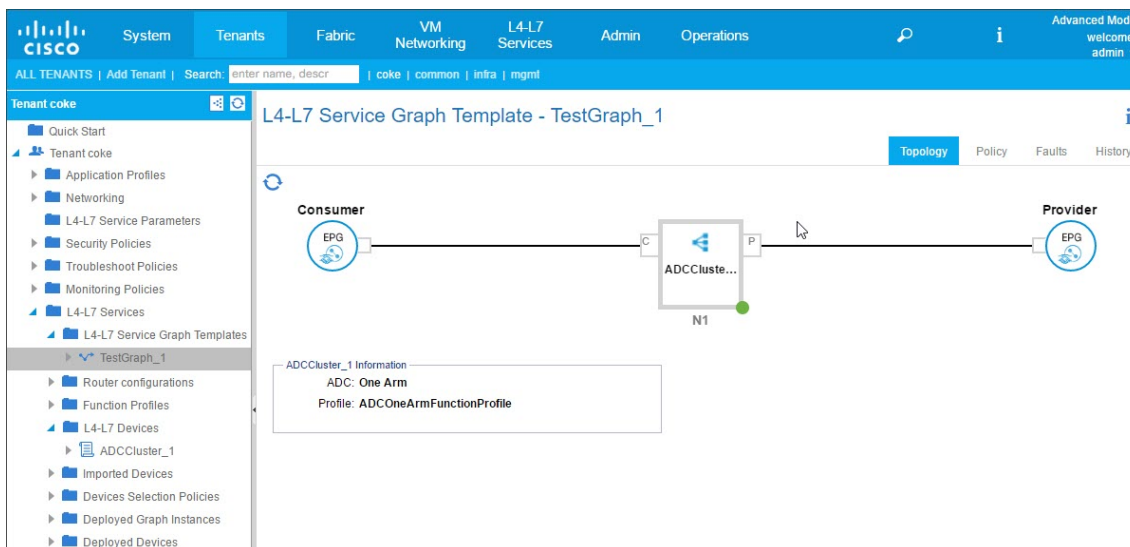 Advanced Mod
welcome
admin
CISCO System Tenants Fabric VM Networking L4-L7 Services Admin Operations i
ALL TENANTS | Add Tenant | Search: enter name, descr | coke | common | infra | mgmt
Tenant coke
Quick Start
Tenant coke
Application Profiles
Networking
L4-L7 Service Parameters
Security Policies
Troubleshoot Policies
Monitoring Policies
L4-L7 Services
L4-L7 Service Graph Templates
TestGraph_1
Router configurations
Function Profiles
L4-L7 Devices
ADCCluster_1
Imported Devices
Devices Selection Policies
Deployed Graph Instances
Deployed Devices
L4-L7 Service Graph Template - TestGraph_1
i
Topology Policy Faults History
Consumer
EPG
C
ADCCluste...
P
N1
Provider
EPG
ADCCluster_1 Information
ADC: One Arm
Profile: ADCOneArmFunctionProfile